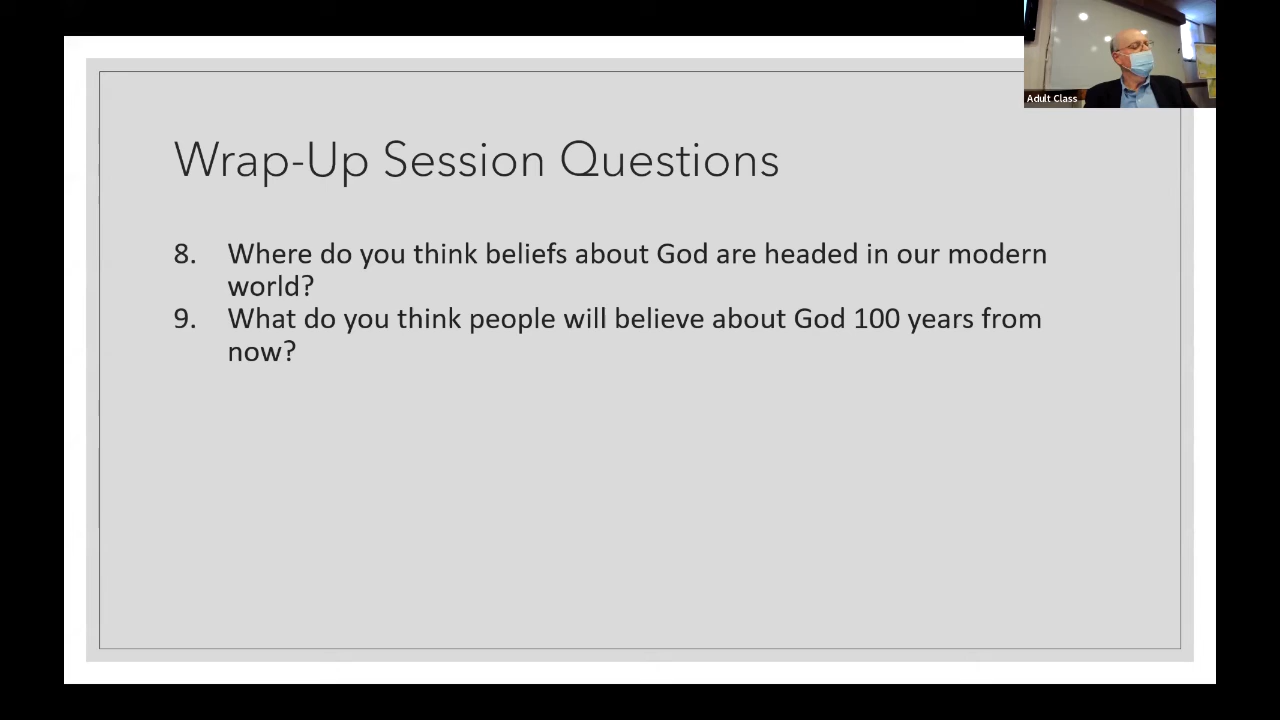 Adult Class
Wrap-Up Session Questions
8. Where do you think beliefs about God are headed in our modern
world?
9. What do you think people will believe about God 100 years from
now?